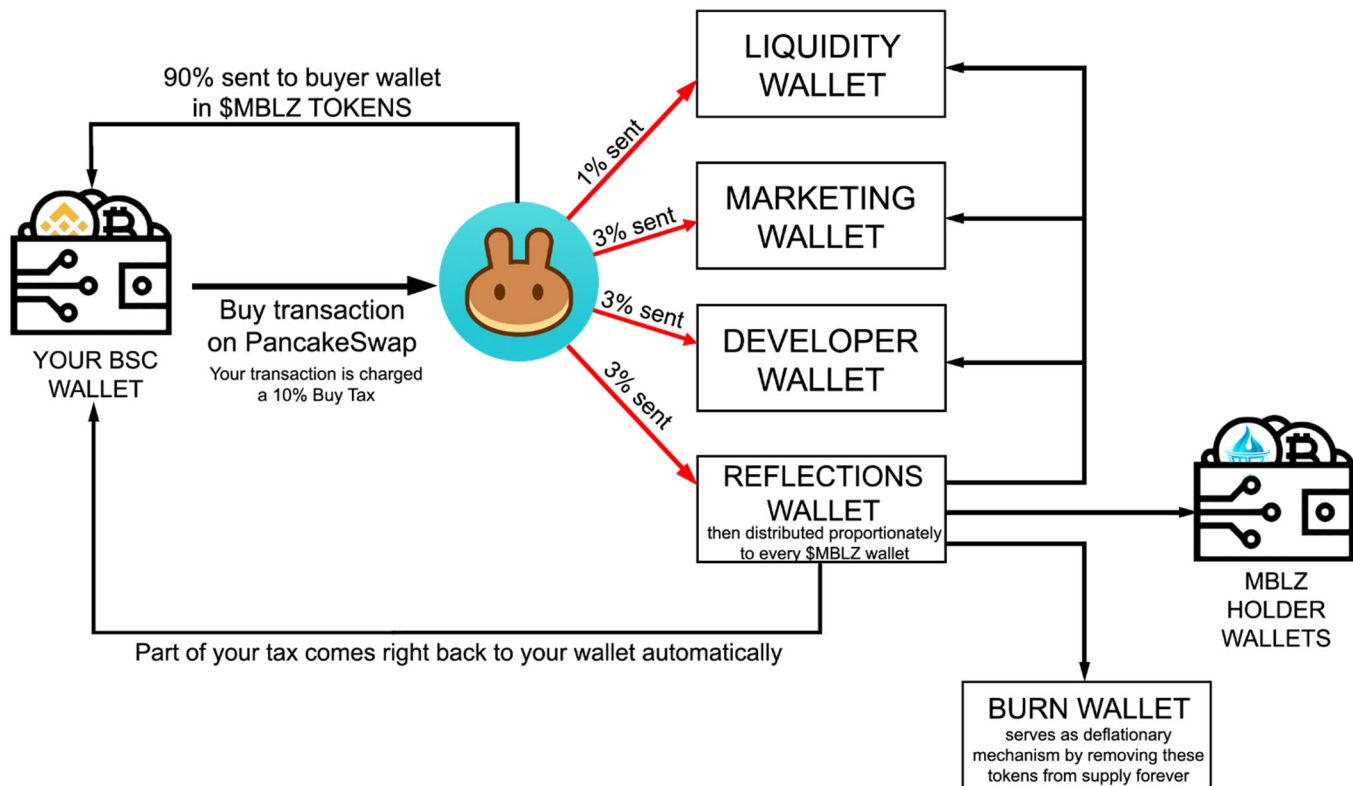 90% sent to buyer wallet
in $MBLZ TOKENS
YOUR BSC
WALLET
Buy transaction
on PancakeSwap
Your transaction is charged
a 10% Buy Tax
1% sent
3% sent
3% sent
3% sent
LIQUIDITY
WALLET
MARKETING
WALLET
DEVELOPER
WALLET
REFLECTIONS
WALLET
then distributed proportionately
to every $MBLZ wallet
MBLZ
HOLDER
WALLETS
Part of your tax comes right back to your wallet automatically
BURN WALLET
serves as deflationary
mechanism by removing these
tokens from supply forever